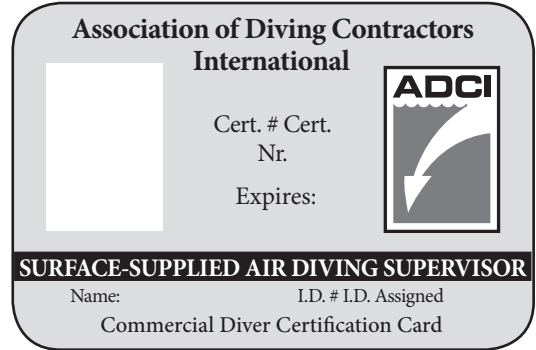 Association of Diving Contractors
International
ADCI
Cert. # Cert.
Nr.
Expires:
SURFACE-SUPPLIED AIR DIVING SUPERVISOR
Name: I.D. # I.D. Assigned
Commercial Diver Certification Card